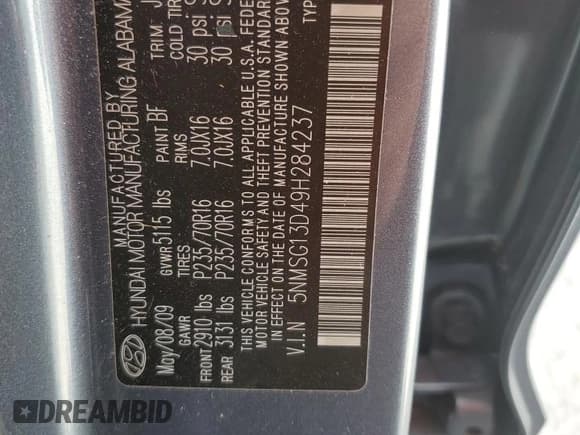 MANUFACTURED BY
HYUNDAI MOTOR MANUFACTURING ALABAMA
May/08/09 GVWR 5115 lbs PAINT BF TRIM J
GAWR TIRES RIMS COLD TIR
FRONT 2910 lbs P235/70R16 7.0JX16 30 psi S
REAR 3131 lbs P235/70R16 7.0JX16 30 psi S
THIS VEHICLE CONFORMS TO ALL APPLICABLE U.S.A. FEDE
MOTOR VEHICLE SAFETY AND THEFT PREVENTION STANDAR
IN EFFECT ON THE DATE OF MANUFACTURE SHOWN ABOV
V.I.N 5NMSG13D49H284237 TYP
DREAMBID